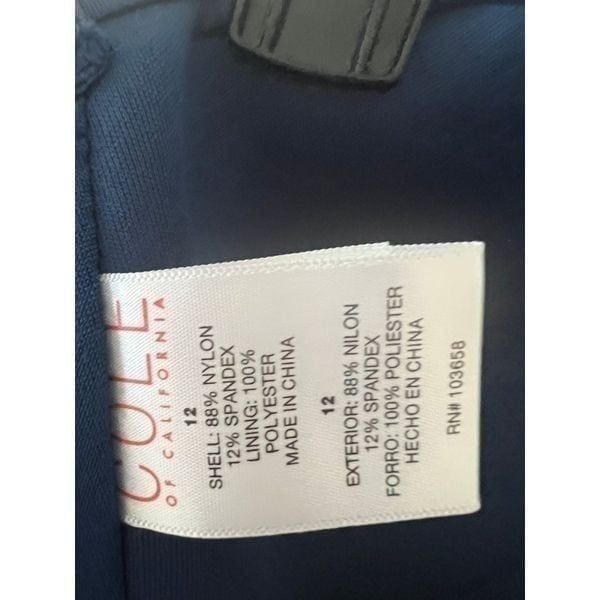 COLE
OF CALIFORNIA
12
SHELL: 88% NYLON
12% SPANDEX
LINING: 100%
POLYESTER
MADE IN CHINA
12
EXTERIOR: 88% NILON
12% SPANDEX
FORRO: 100% POLIESTER
HECHO EN CHINA
RN# 103658